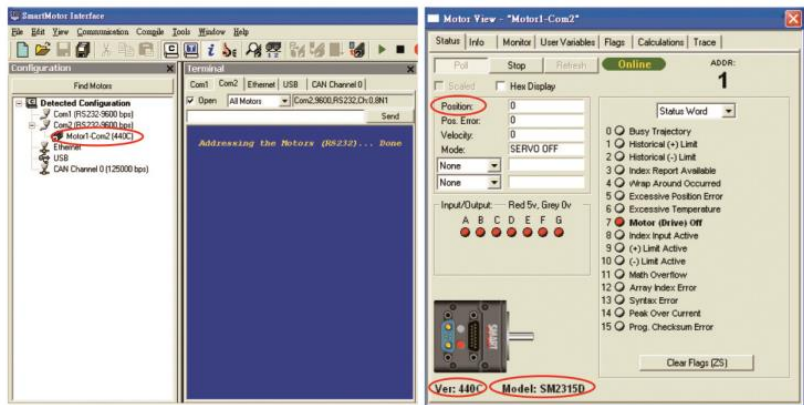 SmartMotor Interface
File Edit View Communication Compile Tools Window Help
Configuration
Find Motors
Detected Configuration
Com1 (RS232-9600 bps)
Com2 (RS232-9600 bps)
Motor1-Com2 (440C)
Ethernet
USB
CAN Channel 0 (125000 bps)
Terminal
Com1 Com2 Ethernet USB CAN Channel 0
Open All Motors Com2,9600,RS232,Ch:0,8N1
Send
Addressing the Motors (RS232)... Done
Motor View - "Motor1-Com2"
Status Info Monitor User Variables Flags Calculations Trace
Poll Stop Refresh Online ADDR:
1
Scaled Hex Display
Position: 0
Pos. Error: 0
Velocity: 0
Mode: SERVO OFF
None
None
Input/Output: Red 5v, Grey 0v
A B C D E F G
Status Word
0 Busy Trajectory
1 Historical (+) Limit
2 Historical (-) Limit
3 Index Report Available
4 Wrap Around Occurred
5 Excessive Position Error
6 Excessive Temperature
7 Motor (Drive) Off
8 Index Input Active
9 (+) Limit Active
10 (-) Limit Active
11 Math Overflow
12 Array Index Error
13 Syntax Error
14 Peak Over Current
15 Prog. Checksum Error
Clear Flags (ZS)
SMART
Ver: 440C Model: SM2315D